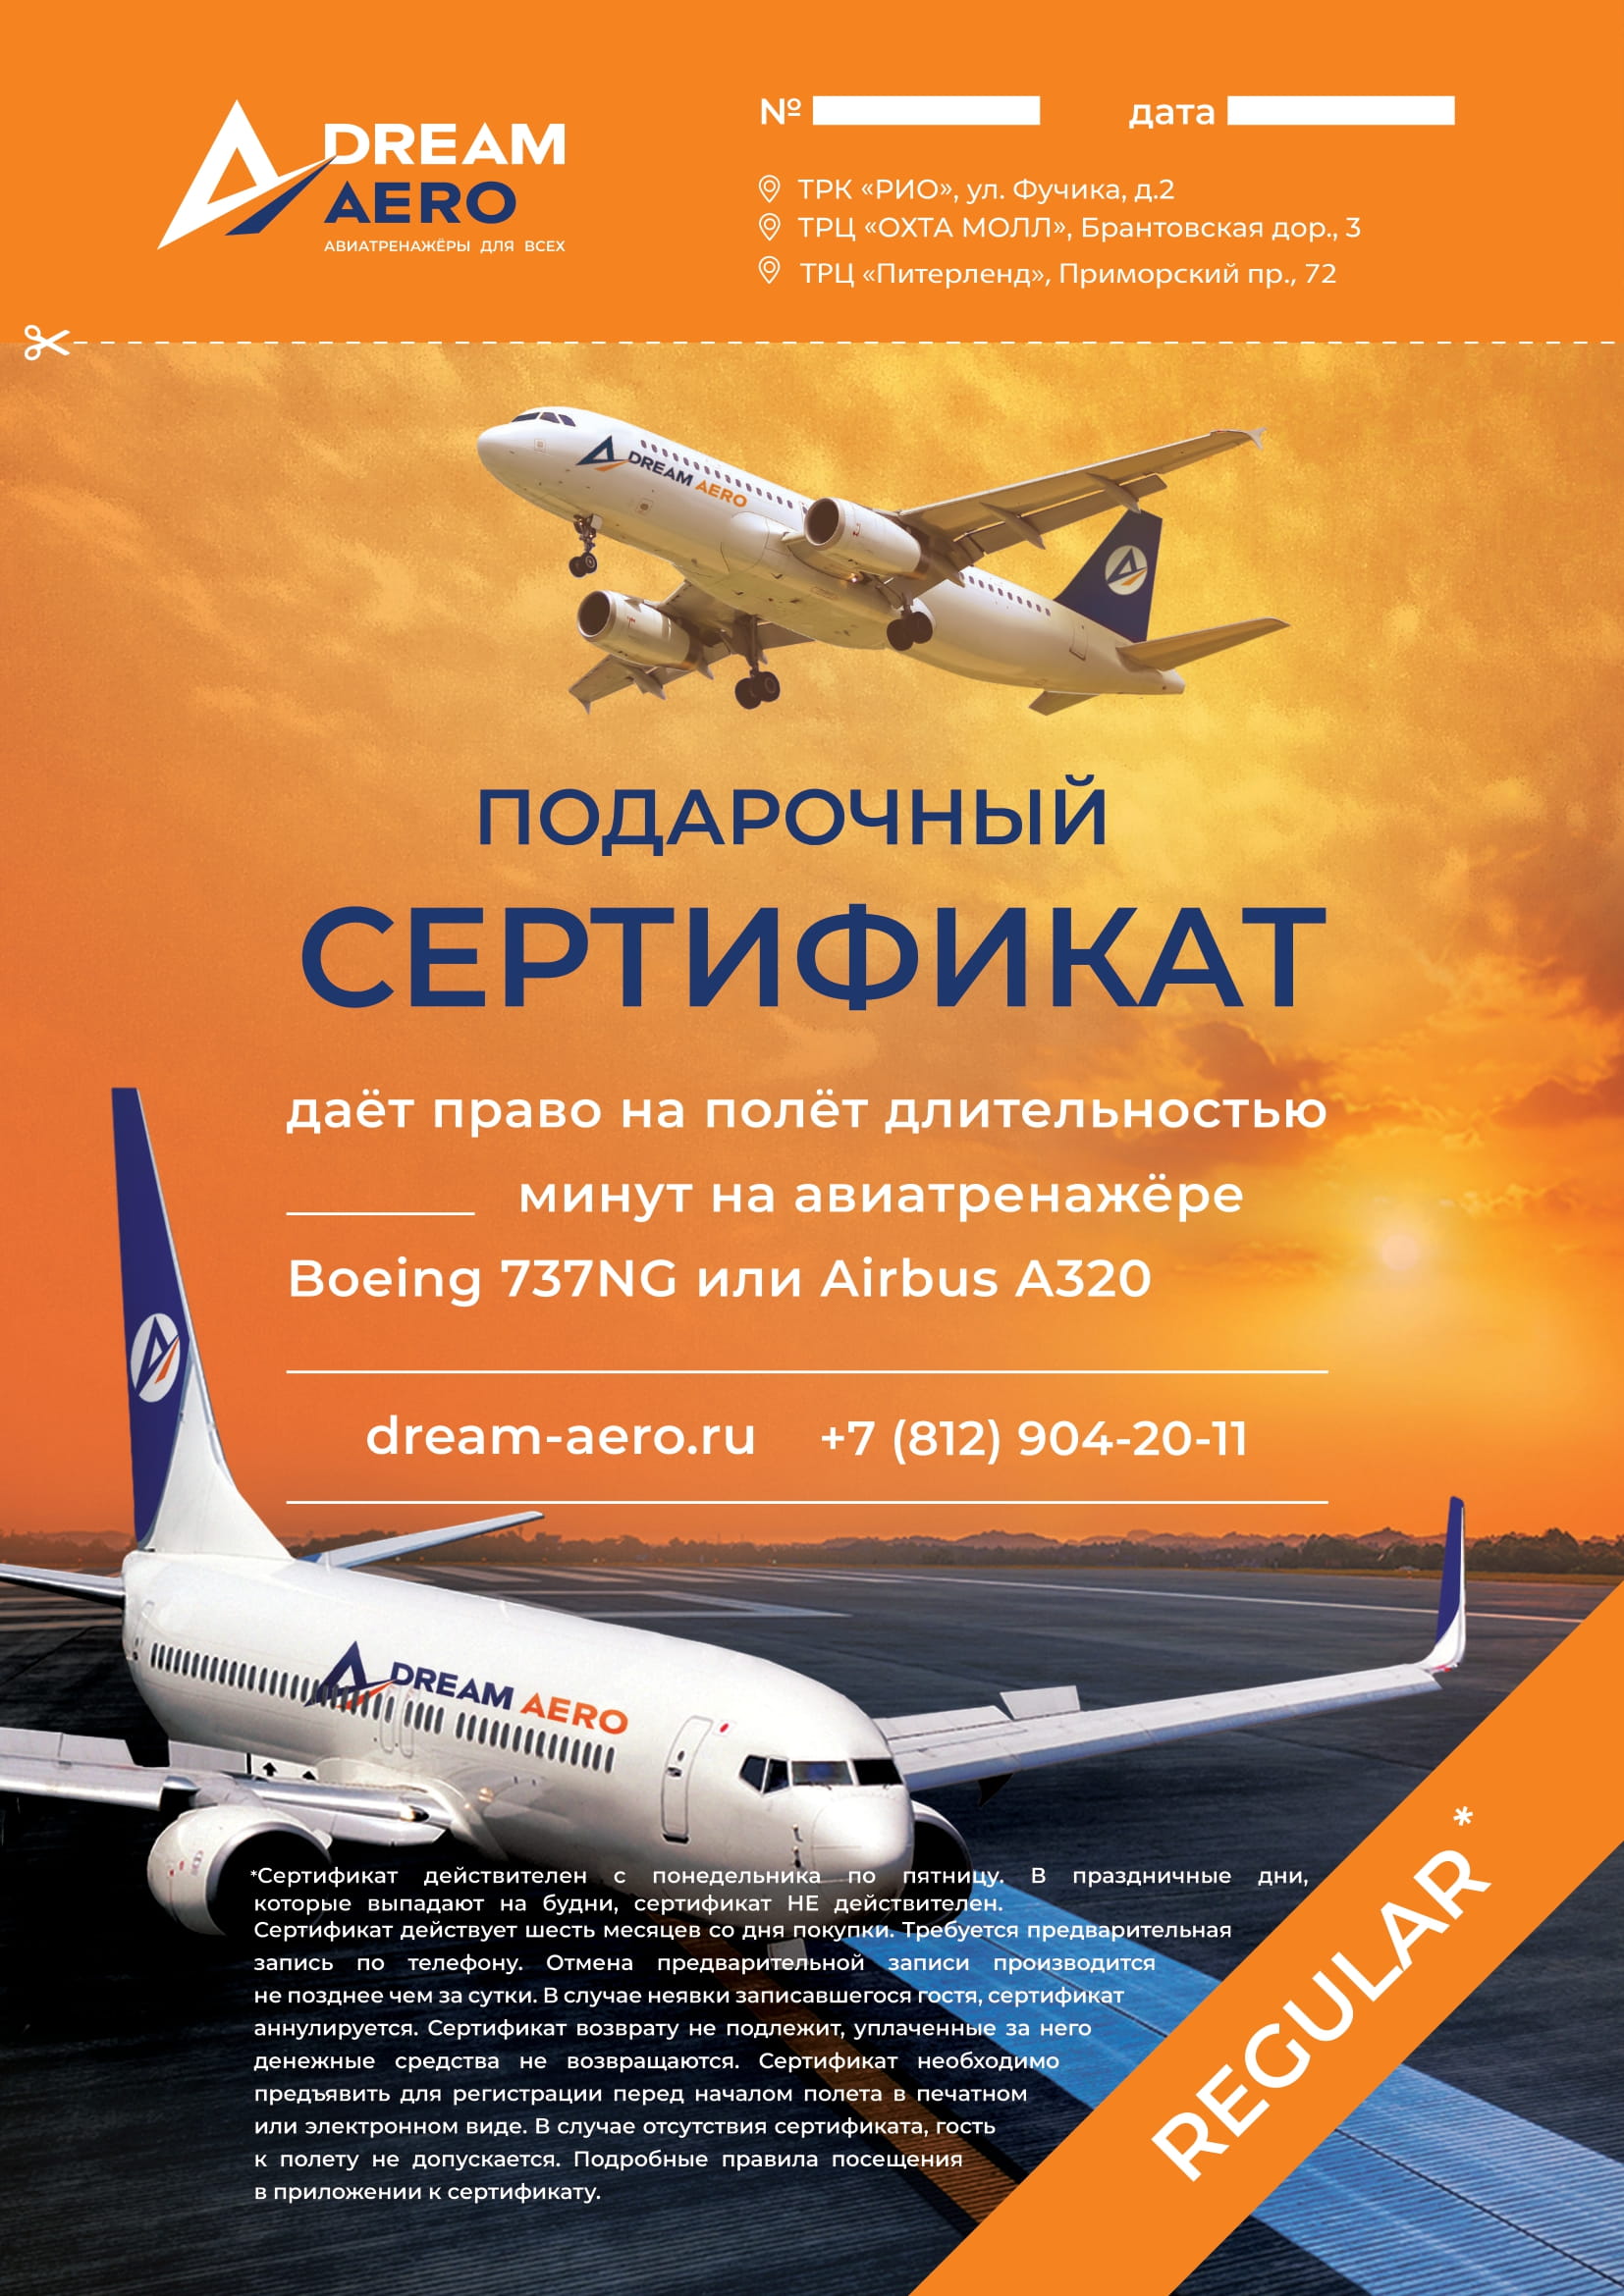 DREAM
AERO
АВИАТРЕНАЖЁРЫ ДЛЯ ВСЕХ
№ дата
ТРК «РИО», ул. Фучика, д.2
ТРЦ «ОХТА МОЛЛ», Брантовская дор., 3
ТРЦ «Питерленд», Приморский пр., 72
DREAM AERO
ПОДАРОЧНЫЙ
СЕРТИФИКАТ
даёт право на полёт длительностью
______ минут на авиатренажёре
Boeing 737NG или Airbus A320
dream-aero.ru +7 (812) 904-20-11
DREAM AERO
*Сертификат действителен с понедельника по пятницу. В праздничные дни,
которые выпадают на будни, сертификат НЕ действителен.
Сертификат действует шесть месяцев со дня покупки. Требуется предварительная
запись по телефону. Отмена предварительной записи производится
не позднее чем за сутки. В случае неявки записавшегося гостя, сертификат
аннулируется. Сертификат возврату не подлежит, уплаченные за него
денежные средства не возвращаются. Сертификат необходимо
предъявить для регистрации перед началом полета в печатном
или электронном виде. В случае отсутствия сертификата, гость
к полету не допускается. Подробные правила посещения
в приложении к сертификату.
REGULAR *